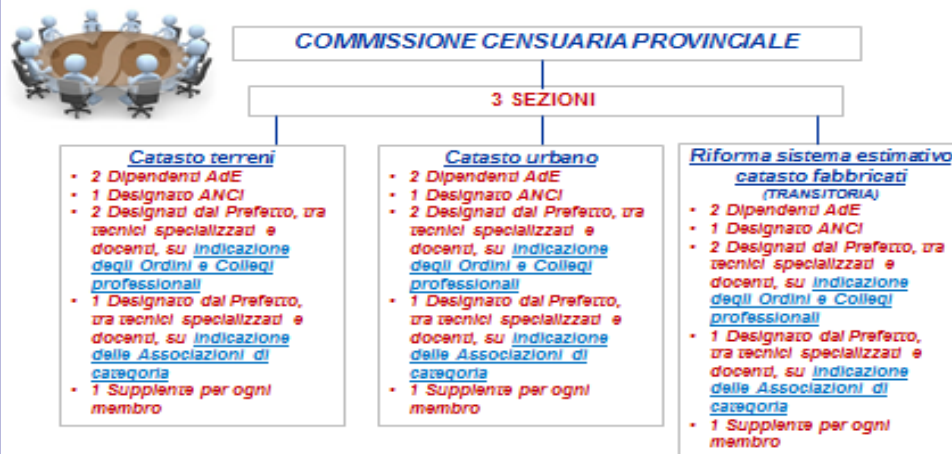 COMMISSIONE CENSUARIA PROVINCIALE
3 SEZIONI
Catasto terreni
• 2 Dipendenti AdE
• 1 Designato ANCI
• 2 Designati dal Prefetto, tra
tecnici specializzati e
docenti, su indicazione
degli Ordini e Collegi
professionali
• 1 Designato dal Prefetto,
tra tecnici specializzati e
docenti, su indicazione
delle Associazioni di
categoria
• 1 Supplente per ogni
membro
Catasto urbano
• 2 Dipendenti AdE
• 1 Designato ANCI
• 2 Designati dal Prefetto, tra
tecnici specializzati e
docenti, su indicazione
degli Ordini e Collegi
professionali
• 1 Designato dal Prefetto,
tra tecnici specializzati e
docenti, su indicazione
delle Associazioni di
categoria
• 1 Supplente per ogni
membro
Riforma sistema estimativo
catasto fabbricati
(TRANSITORIA)
• 2 Dipendenti AdE
• 1 Designato ANCI
• 2 Designati dal Prefetto, tra
tecnici specializzati e
docenti, su indicazione
degli Ordini e Collegi
professionali
• 1 Designato dal Prefetto,
tra tecnici specializzati e
docenti, su indicazione
delle Associazioni di
categoria
• 1 Supplente per ogni
membro